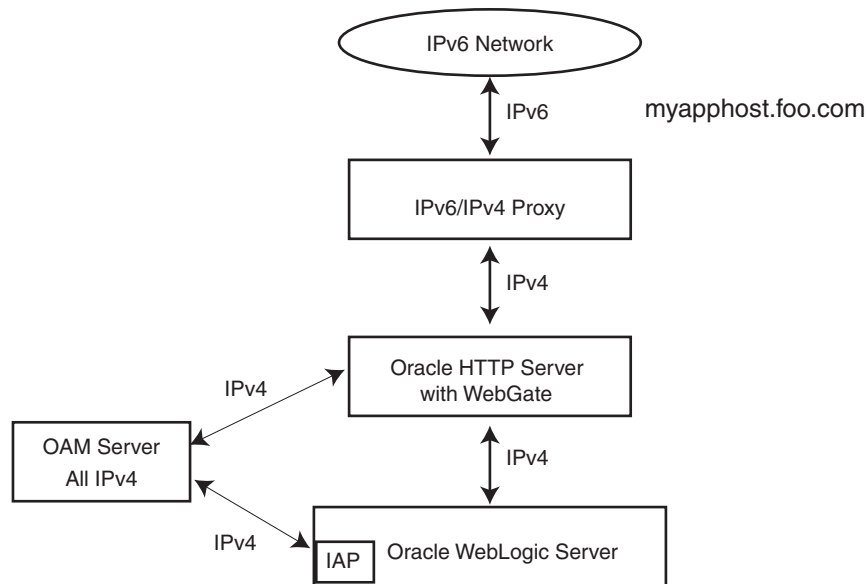 IPv6 Network
IPv6
myapphost.foo.com
IPv6/IPv4 Proxy
IPv4
Oracle HTTP Server
with WebGate
IPv4
OAM Server
All IPv4
IPv4
IPv4
IAP
Oracle WebLogic Server